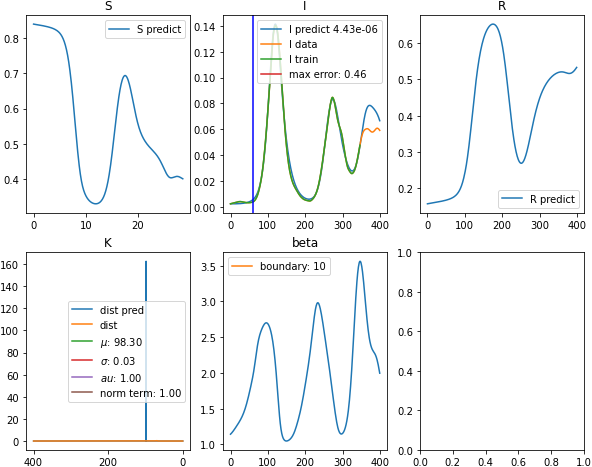 S
I
R
S predict
I predict 4.43e-06
I data
I train
max error: 0.46
R predict
0.8
0.7
0.6
0.5
0.4
0 10 20
0.14
0.12
0.10
0.08
0.06
0.04
0.02
0.00
0 100 200 300 400
0.6
0.5
0.4
0.3
0.2
0 100 200 300 400
K
beta
160
140
120
100
80
60
40
20
0
400 200 0
dist pred
dist
μ: 98.30
σ: 0.03
au: 1.00
norm term: 1.00
boundary: 10
3.5
3.0
2.5
2.0
1.5
1.0
0 100 200 300 400
1.0
0.8
0.6
0.4
0.2
0.0
0.0 0.2 0.4 0.6 0.8 1.0